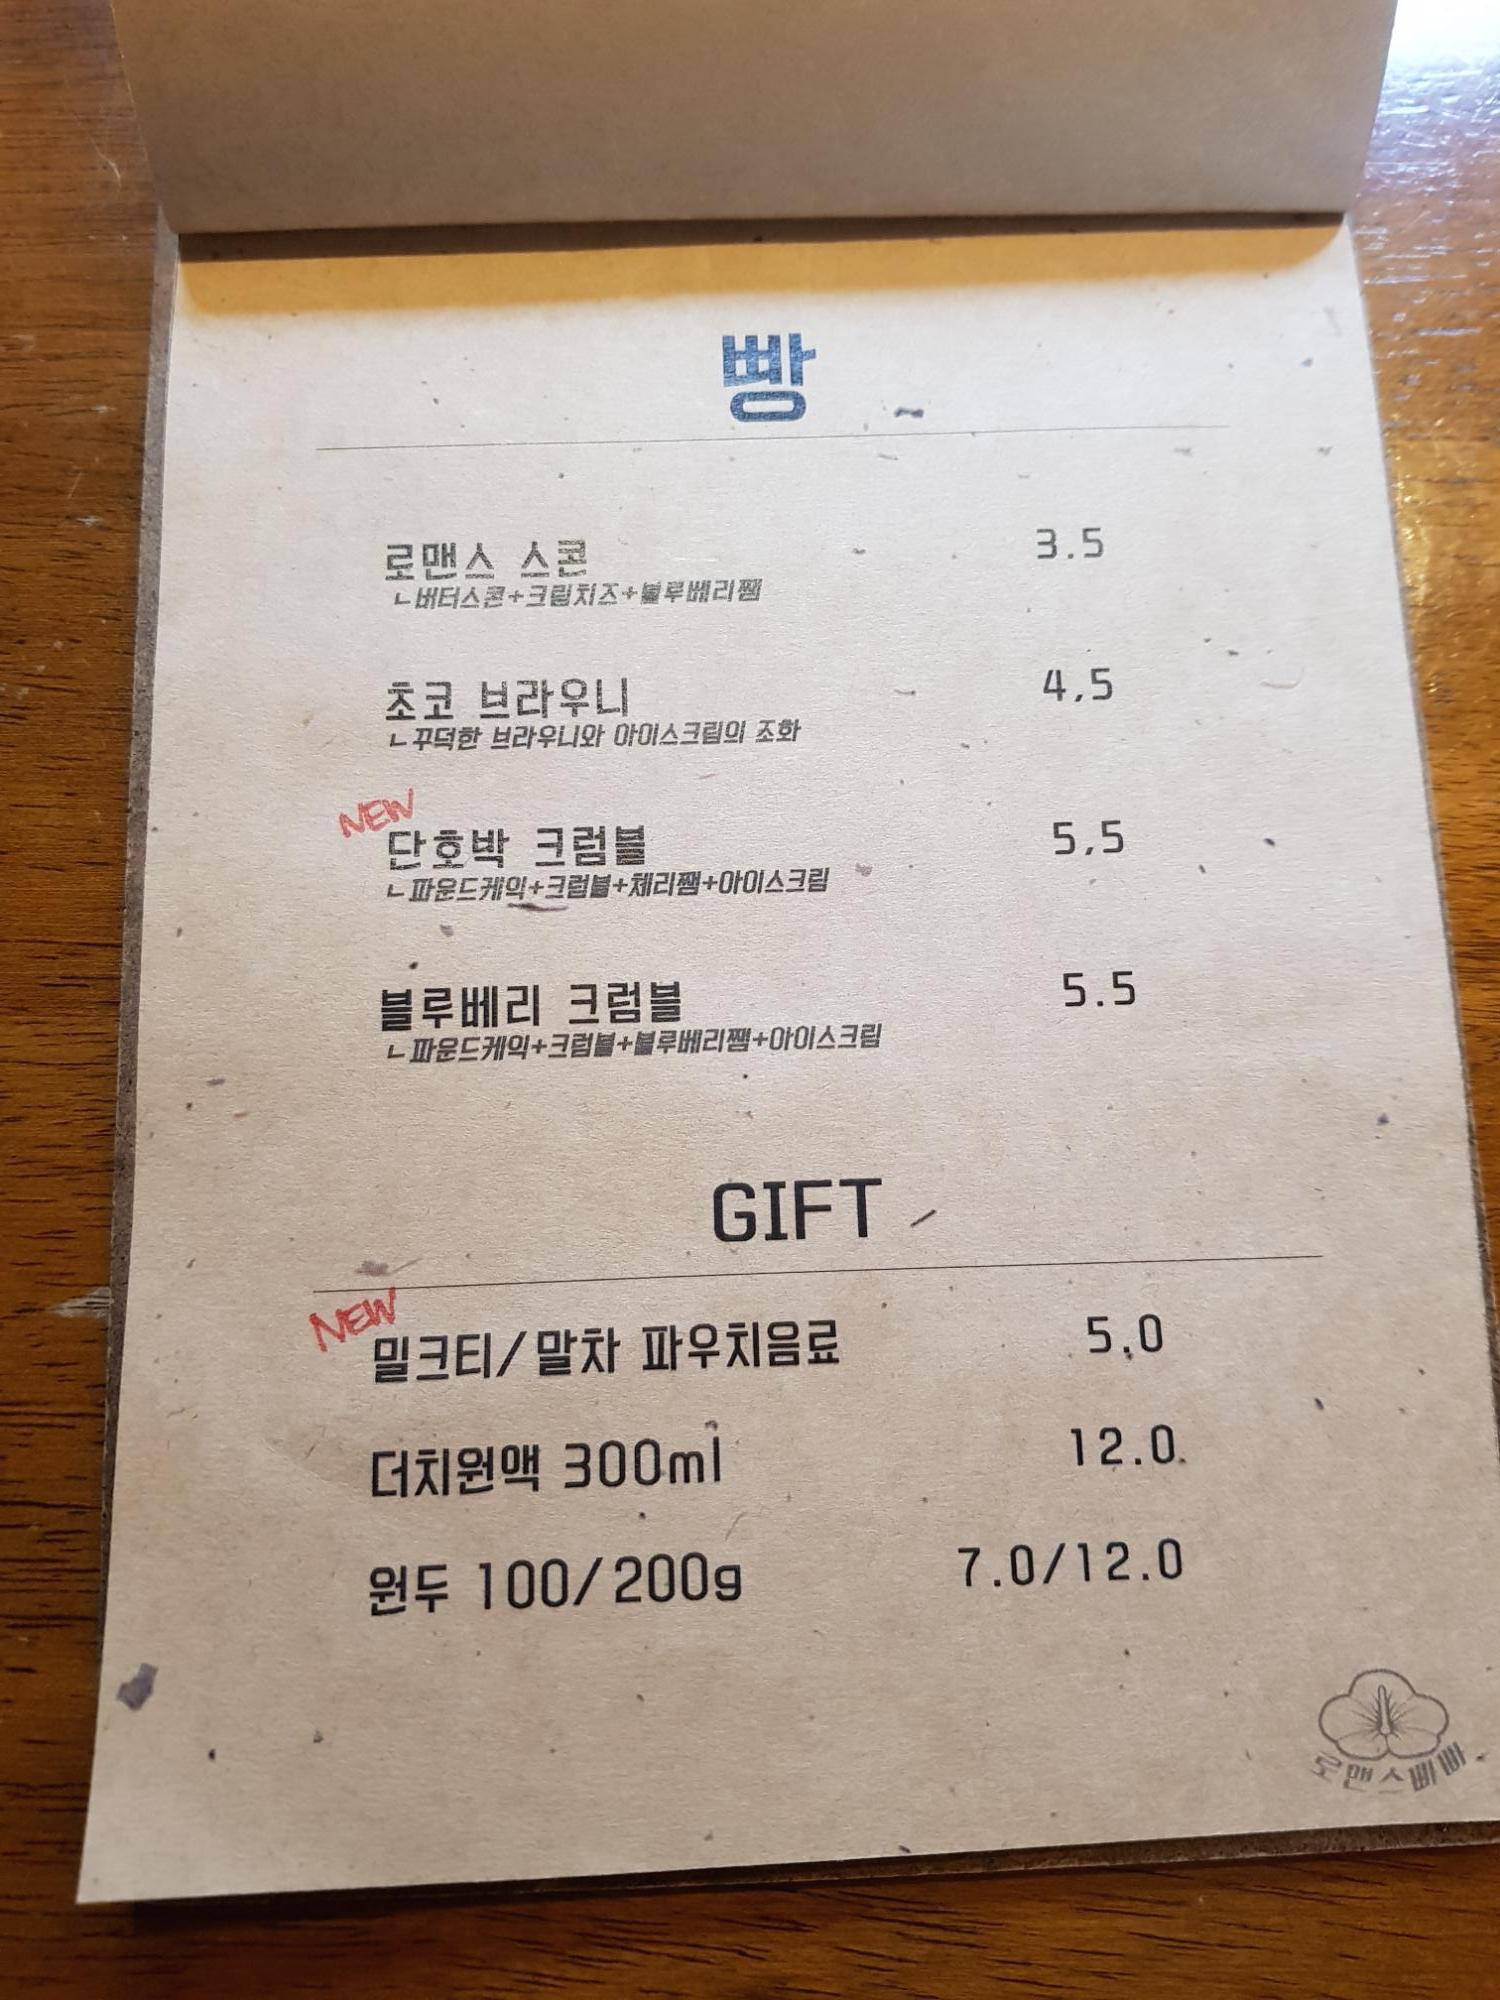 빵
로맨스 스콘 3.5
ㄴ버터스콘+크림치즈+블루베리쨈
초코 브라우니 4,5
ㄴ꾸덕한 브라우니와 아이스크림의 조화
NEW
단호박 크럼블 5,5
ㄴ파운드케익+크럼블+체리쨈+아이스크림
블루베리 크럼블 5.5
ㄴ파운드케익+크럼블+블루베리쨈+아이스크림
GIFT
NEW
밀크티/말차 파우치음료 5.0
더치원액 300ml 12.0
원두 100/200g 7.0/12.0
로맨스빠빠